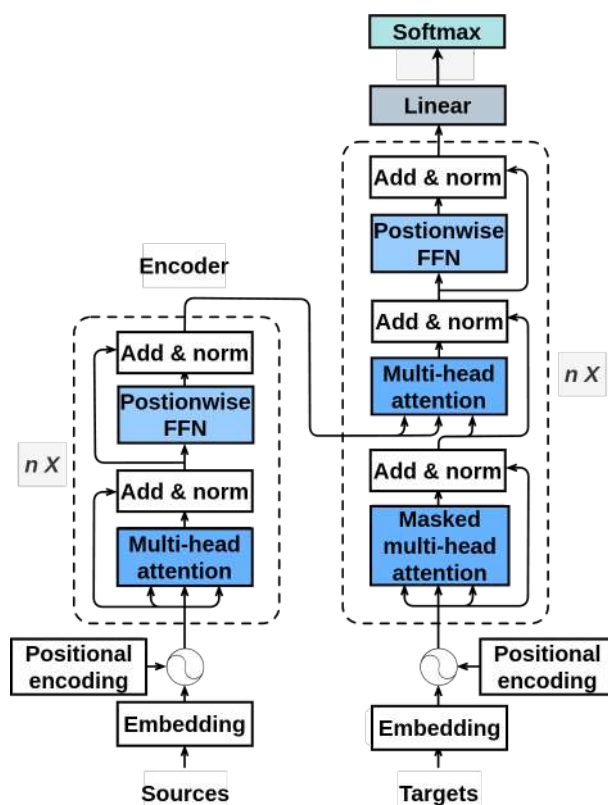 Softmax
Linear
Add & norm
Postionwise
FFN
Add & norm
Multi-head
attention
n X
Add & norm
Masked
multi-head
attention
Positional
encoding
Embedding
Targets
Encoder
Add & norm
Postionwise
FFN
n X
Add & norm
Multi-head
attention
Positional
encoding
Embedding
Sources